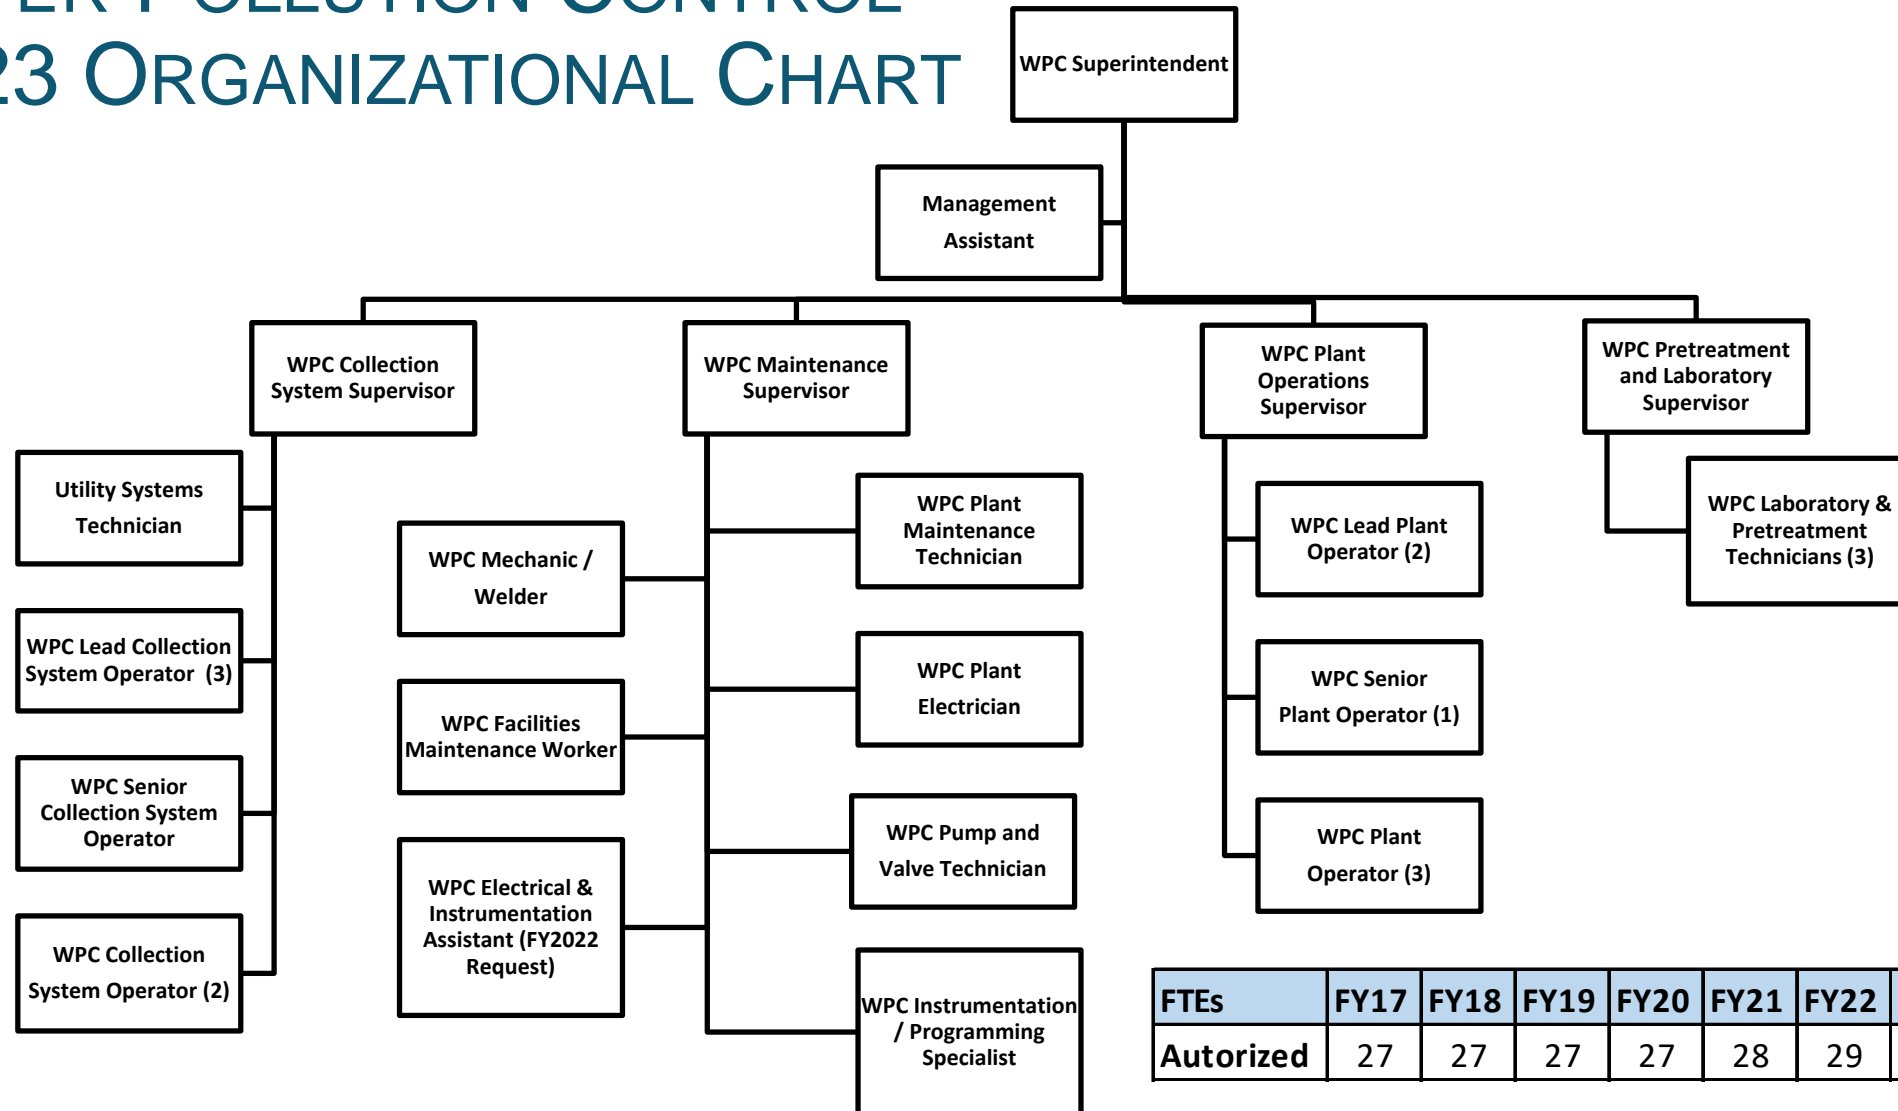 ER POLLUTION CONTROL
23 ORGANIZATIONAL CHART
WPC Superintendent
Management
Assistant
WPC Collection
System Supervisor
WPC Maintenance
Supervisor
WPC Plant
Operations
Supervisor
WPC Pretreatment
and Laboratory
Supervisor
Utility Systems
Technician
WPC Lead Collection
System Operator (3)
WPC Senior
Collection System
Operator
WPC Collection
System Operator (2)
WPC Mechanic /
Welder
WPC Facilities
Maintenance Worker
WPC Electrical &
Instrumentation
Assistant (FY2022
Request)
WPC Plant
Maintenance
Technician
WPC Plant
Electrician
WPC Pump and
Valve Technician
WPC Instrumentation
/ Programming
Specialist
WPC Lead Plant
Operator (2)
WPC Senior
Plant Operator (1)
WPC Plant
Operator (3)
WPC Laboratory &
Pretreatment
Technicians (3)
FTEs FY17 FY18 FY19 FY20 FY21 FY22
Autorized 27 27 27 27 28 29